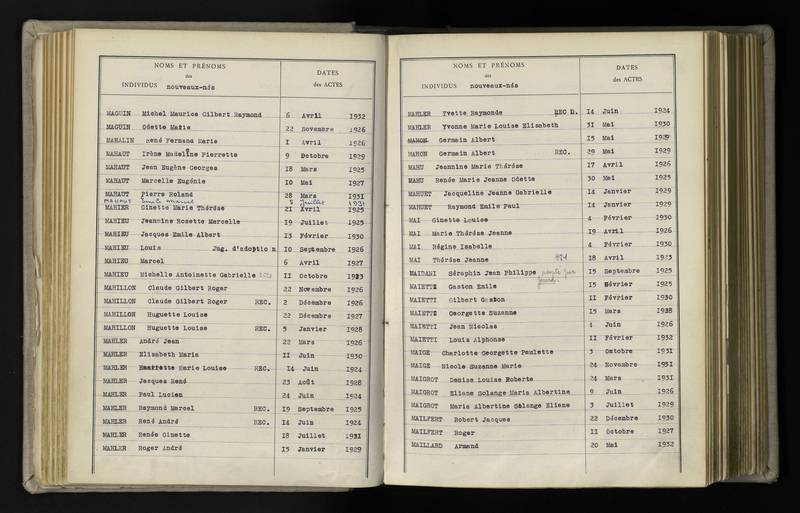 NOMS ET PRÉNOMS
des
INDIVIDUS nouveaux-nés
DATES
des ACTES
MAGUIN Michel Maurice Gilbert Raymond 6 Avril 1932
MAGUIN Odette Marie 22 Novembre 1926
MAHALIN René Fernand Marie I Avril 1926
MAHAUT Irène Madeleine Pierrette 9 Octobre 1929
MAHAUT Jean Eugène Georges 18 Mars 1925
MAHAUT Marcelle Eugénie 10 Mai 1927
MAHAUT Pierre Roland 28 Mars 1931
MAHAUT Emile Marcel 8 Juillet 1931
MAHIER Ginette Marie Thérèse 21 Avril 1925
MAHIEU Jeannine Rosette Marcelle 19 Juillet 1925
MAHIEU Jacques Emile Albert 13 Février 1930
MAHIEU Louis Jug. d'adoption 10 Septembre 1926
MAHIEU Marcel 6 Avril 1927
MAHIEU Michelle Antoinette Gabrielle II Octobre 1923
MAHILLON Claude Gilbert Roger 22 Novembre 1926
MAHILLON Claude Gilbert Roger REC. 2 Décembre 1926
MAHILLON Huguette Louise 22 Décembre 1927
MAHILLON Huguette Louise REC. 5 Janvier 1928
MAHLER André Jean 22 Mars 1926
MAHLER Elisabeth Maria II Juin 1930
MAHLER Henriette Marie Louise REC. 14 Juin 1924
MAHLER Jacques René 23 Août 1928
MAHLER Paul Lucien 24 Juin 1924
MAHLER Raymond Marcel REC. 19 Septembre 1925
MAHLER René André REC. 14 Juin 1924
MAHLER Renée Ginette 18 Juillet 1931
MAHLER Roger André 15 Janvier 1929
NOMS ET PRÉNOMS
des
INDIVIDUS nouveaux-nés
DATES
des ACTES
MAHLER Yvette Raymonde REC D. 14 Juin 1924
MAHLER Yvonne Marie Louise Elisabeth 31 Mai 1930
MAHON Germain Albert 15 Mai 1929
MAHON Germain Albert REC. 29 Mai 1929
MAHU Jeannine Marie Thérèse 17 Avril 1926
MAHU Renée Marie Jeanne Odette 30 Mai 1925
MAHUET Jacqueline Jeanne Gabrielle 14 Janvier 1929
MAHUET Raymond Emile Paul 14 Janvier 1929
MAI Ginette Louise 4 Février 1930
MAI Marie Thérèse Jeanne 19 Avril 1926
MAI Régine Isabelle 4 Février 1930
MAI Thérèse Jeanne 18 Avril 1923
MAIDANI Séraphin Jean Philippe 15 Septembre 1925
MAIETTI Gaston Emile 15 Février 1925
MAIETTI Gilbert Gaston II Février 1930
MAIETTI Georgette Suzanne 15 Mars 1928
MAIETTI Jean Nicolas 4 Juin 1926
MAIETTI Louis Alphonse II Février 1932
MAIGE Charlotte Georgette Paulette 3 Octobre 1931
MAIGE Nicole Suzanne Marie 24 Novembre 1931
MAIGROT Denise Louise Roberte 24 Mars 1931
MAIGROT Eliane Solange Marie Albertine 9 Juin 1926
MAIGROT Marie Albertine Solange Eliane 3 Juillet 1929
MAILFERT Robert Jacques 22 Décembre 1930
MAILFERT Roger II Octobre 1927
MAILLARD Armand 20 Mai 1932